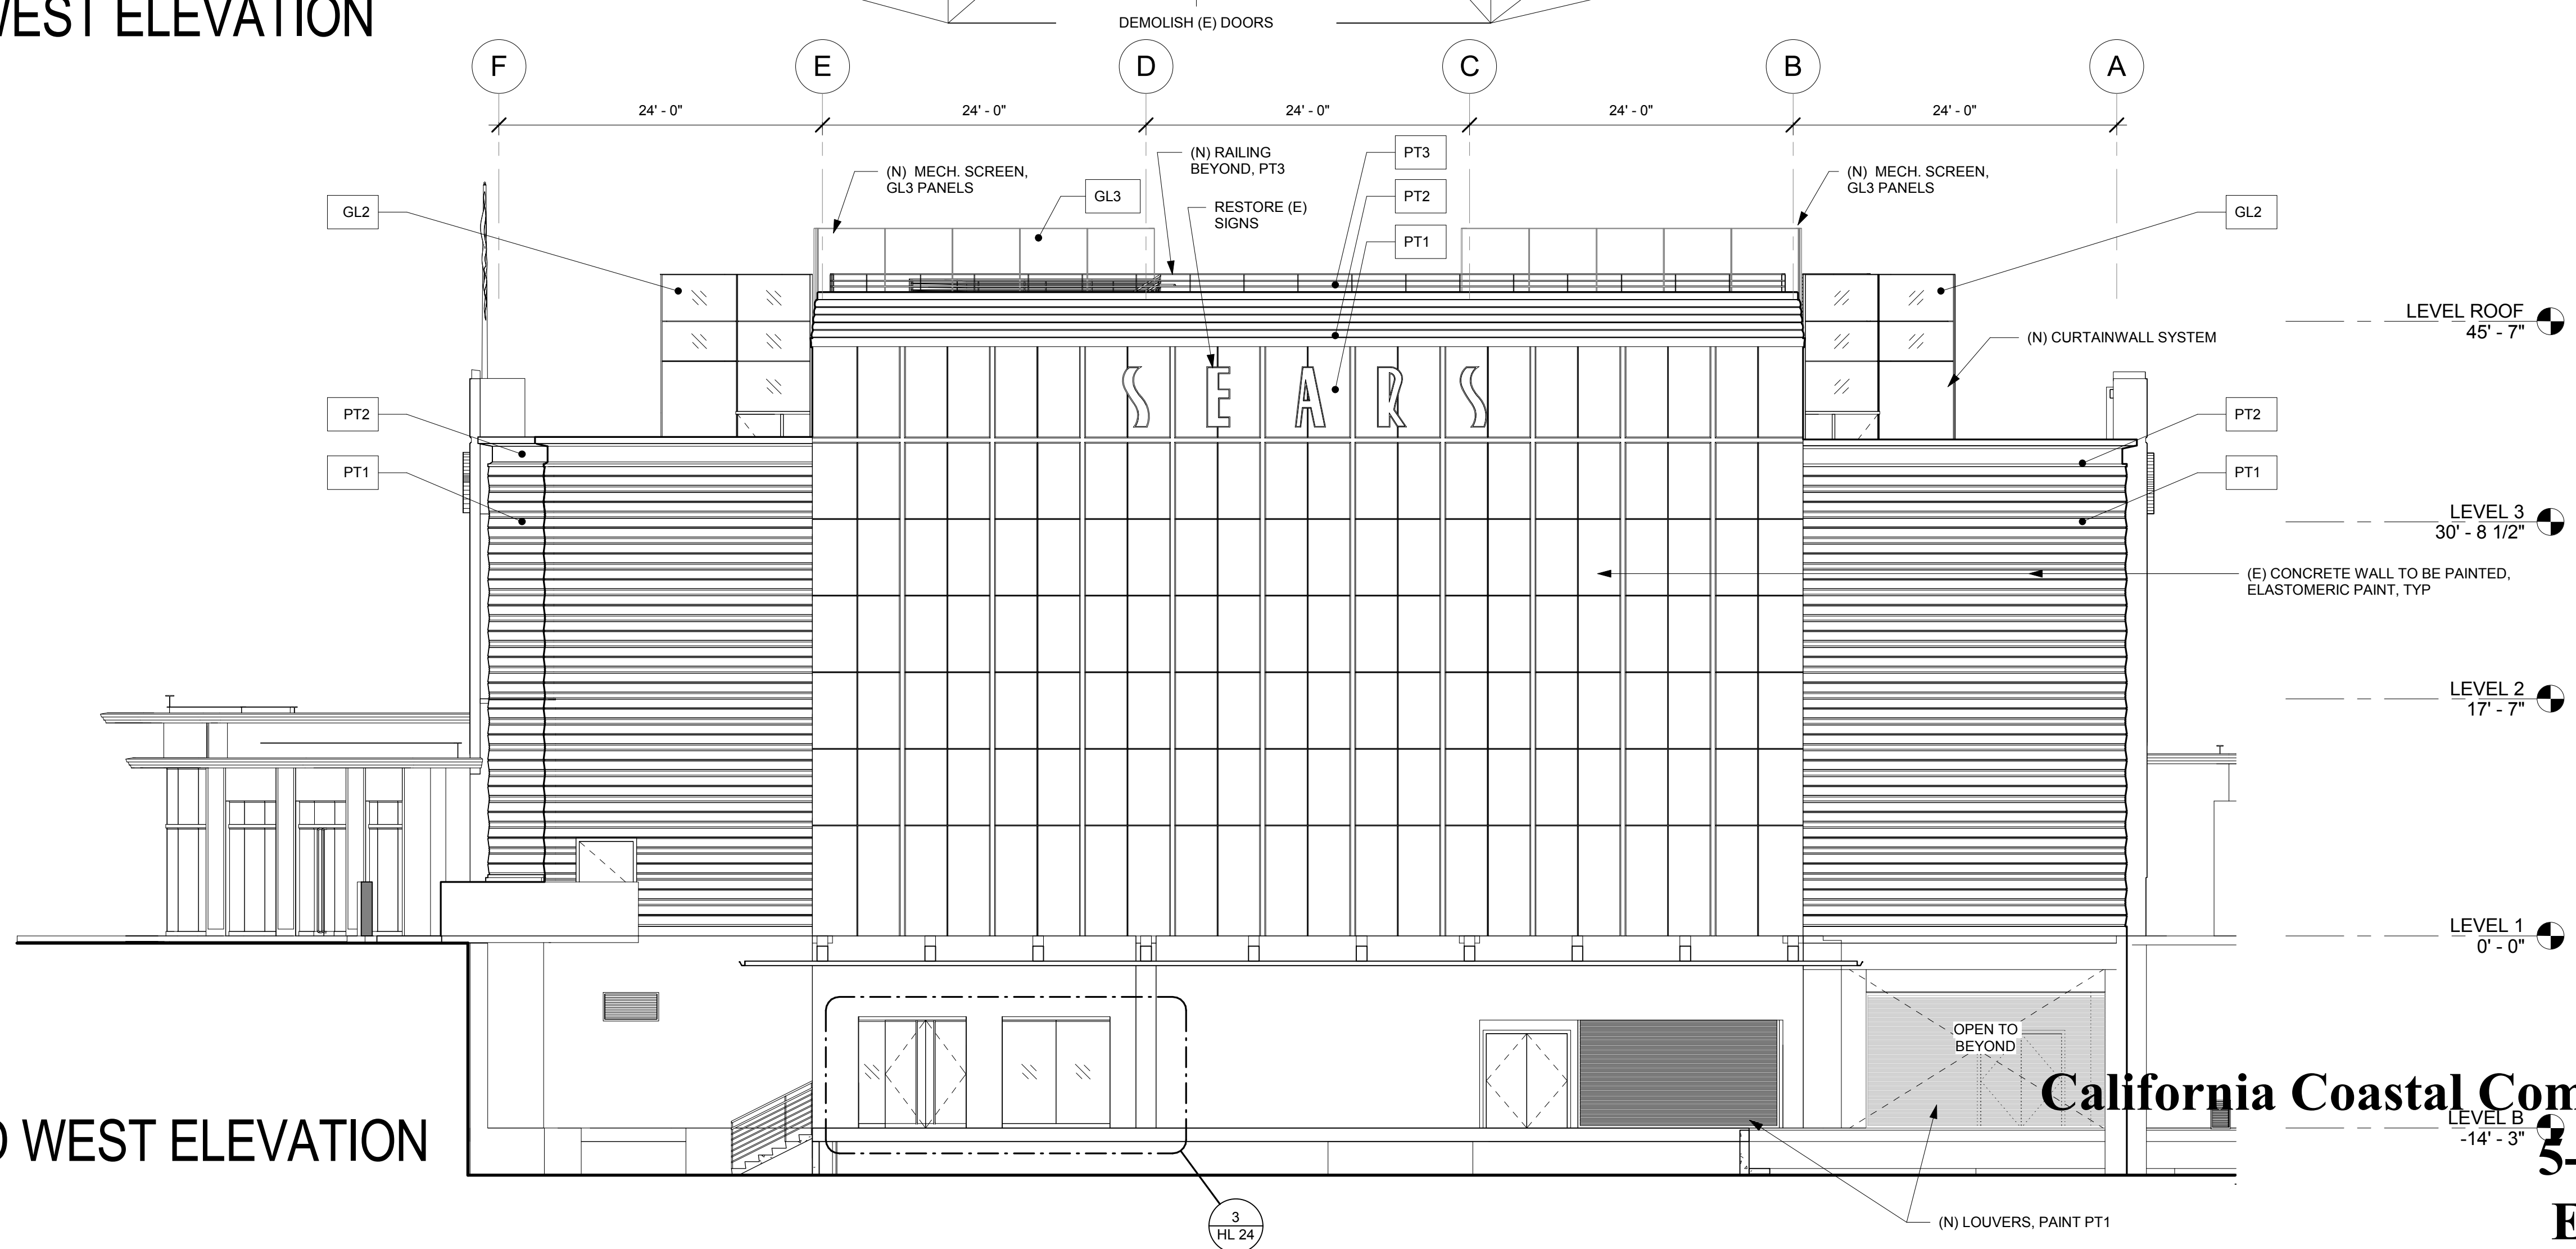 WEST ELEVATION
DEMOLISH (E) DOORS
F
E
D
C
B
A
24' - 0"
24' - 0"
24' - 0"
24' - 0"
24' - 0"
(N) MECH. SCREEN,
GL3 PANELS
GL3
(N) RAILING
BEYOND, PT3
RESTORE (E)
SIGNS
PT3
PT2
PT1
(N) MECH. SCREEN,
GL3 PANELS
GL2
GL2
LEVEL ROOF
45' - 7"
(N) CURTAINWALL SYSTEM
SEARS
PT2
PT1
PT2
PT1
LEVEL 3
30' - 8 1/2"
(E) CONCRETE WALL TO BE PAINTED,
ELASTOMERIC PAINT, TYP
LEVEL 2
17' - 7"
LEVEL 1
0' - 0"
OPEN TO
BEYOND
California Coastal Com
LEVEL B
-14' - 3"
WEST ELEVATION
5-
E
3
HL 24
(N) LOUVERS, PAINT PT1